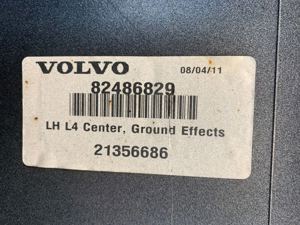 VOLVO 08/04/11
82486829
LH L4 Center, Ground Effects
21356686